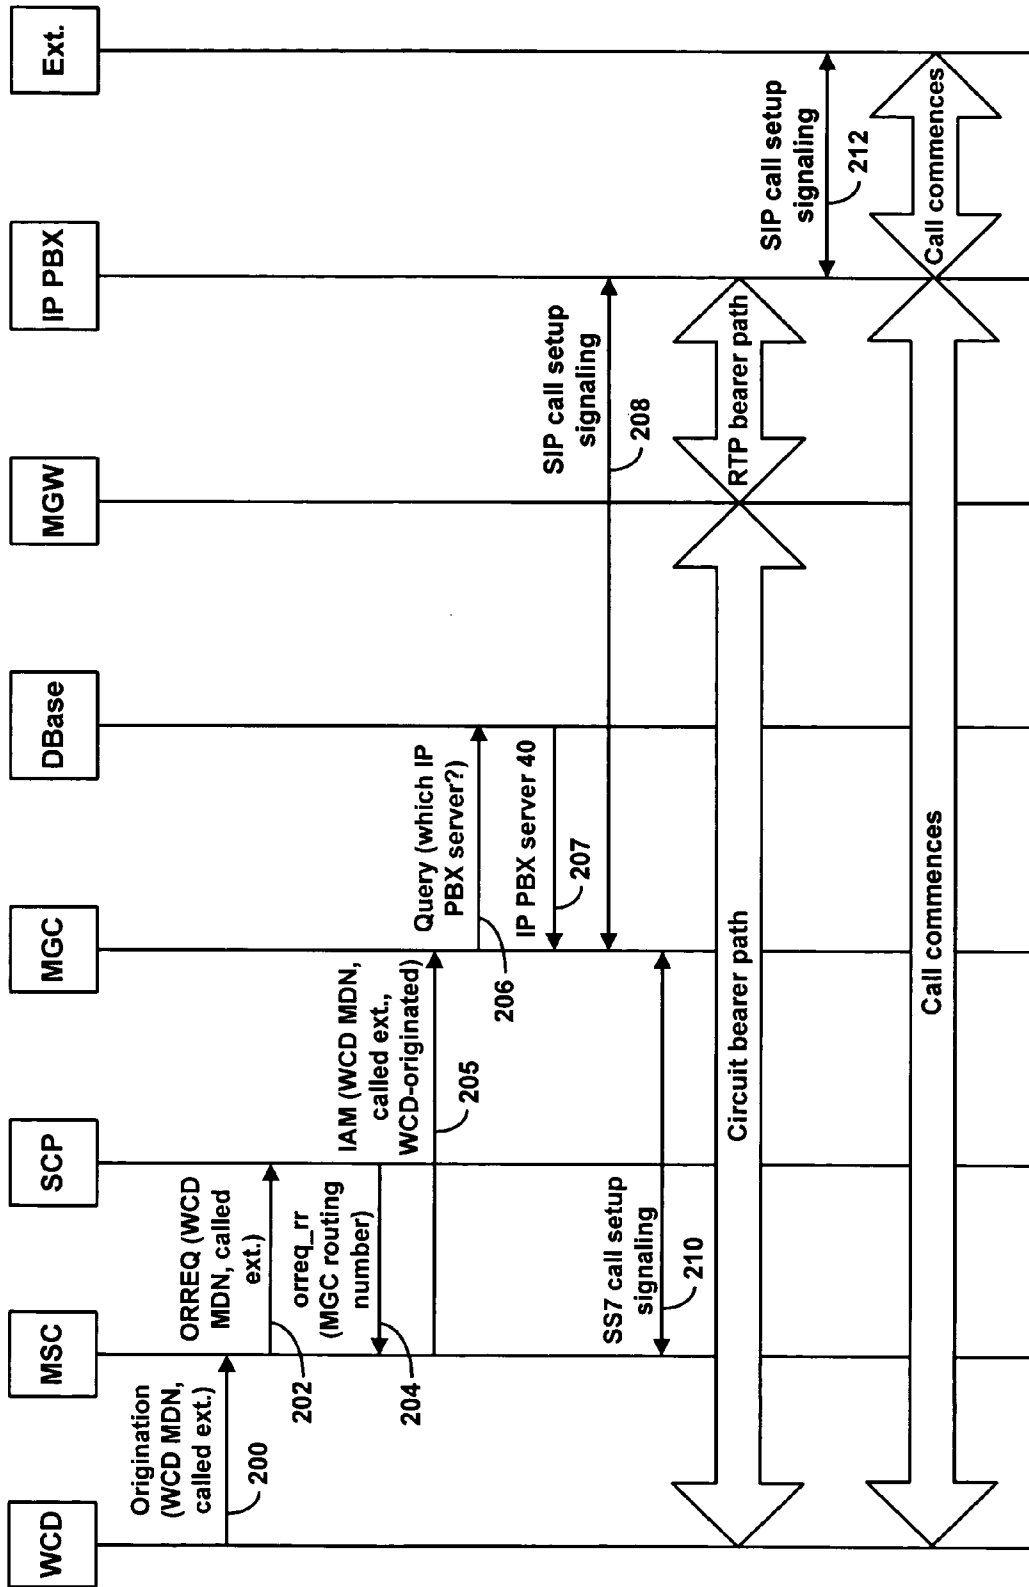 WCD
MSC
SCP
MGC
DBase
MGW
IP PBX
Ext.
Origination
(WCD MDN,
called ext.)
200
ORREQ (WCD
MDN, called
ext.)
202
orreq_rr
(MGC routing
number)
204
IAM (WCD MDN,
called ext.,
WCD-originated)
205
Query (which IP
PBX server?)
206
IP PBX server 40
207
SIP call setup
signaling
208
SS7 call setup
signaling
210
Circuit bearer path
RTP bearer path
SIP call setup
signaling
212
Call commences
Call commences